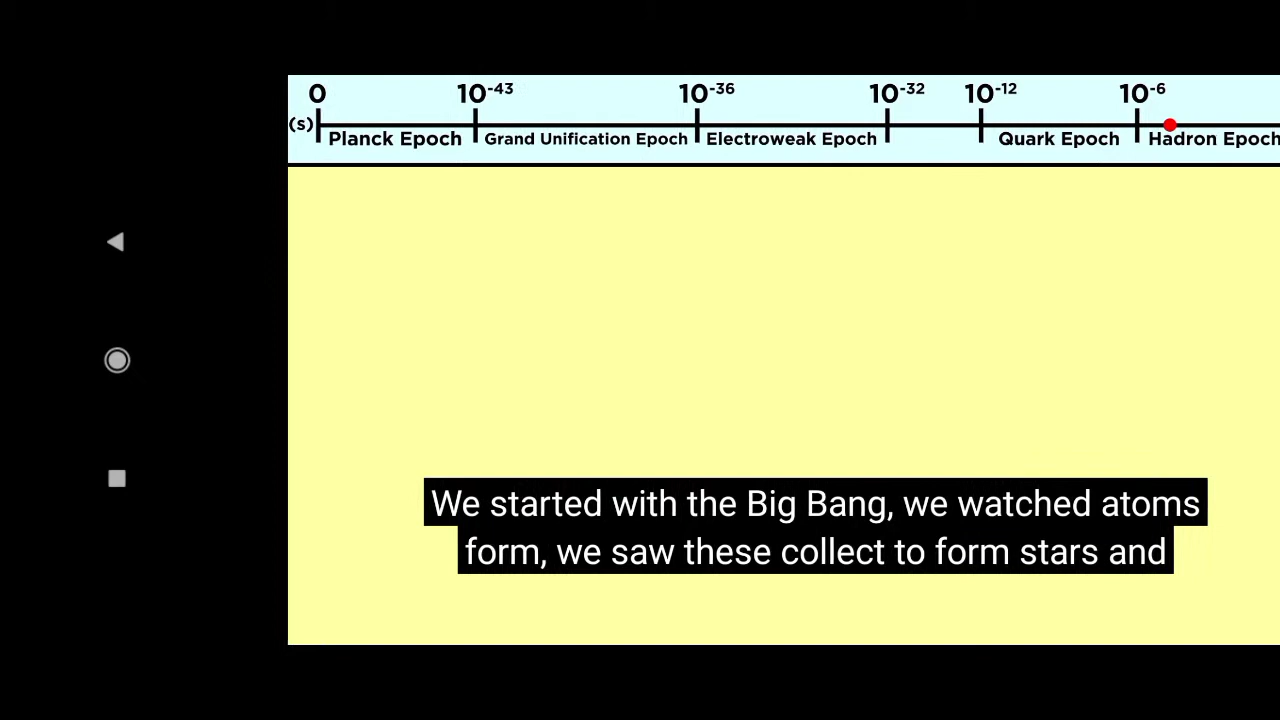 0 10⁻⁴³ 10⁻³⁶ 10⁻³² 10⁻¹² 10⁻⁶
(s) Planck Epoch Grand Unification Epoch Electroweak Epoch Quark Epoch Hadron Epoch
We started with the Big Bang, we watched atoms
form, we saw these collect to form stars and